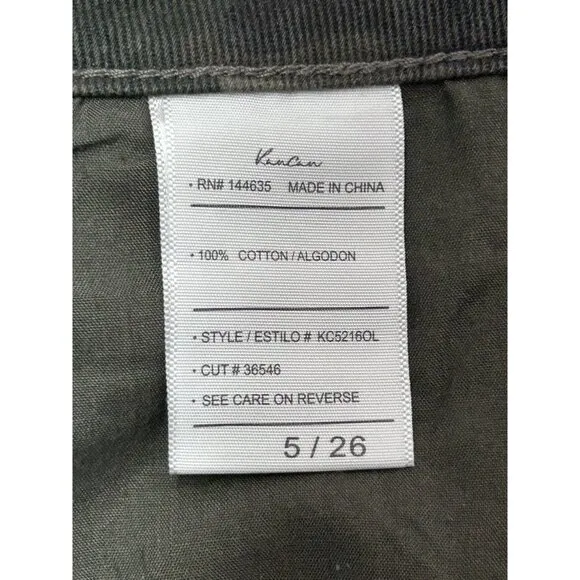 KanCan
• RN# 144635 MADE IN CHINA
• 100% COTTON / ALGODON
• STYLE / ESTILO # KC5216OL
• CUT # 36546
• SEE CARE ON REVERSE
5 / 26